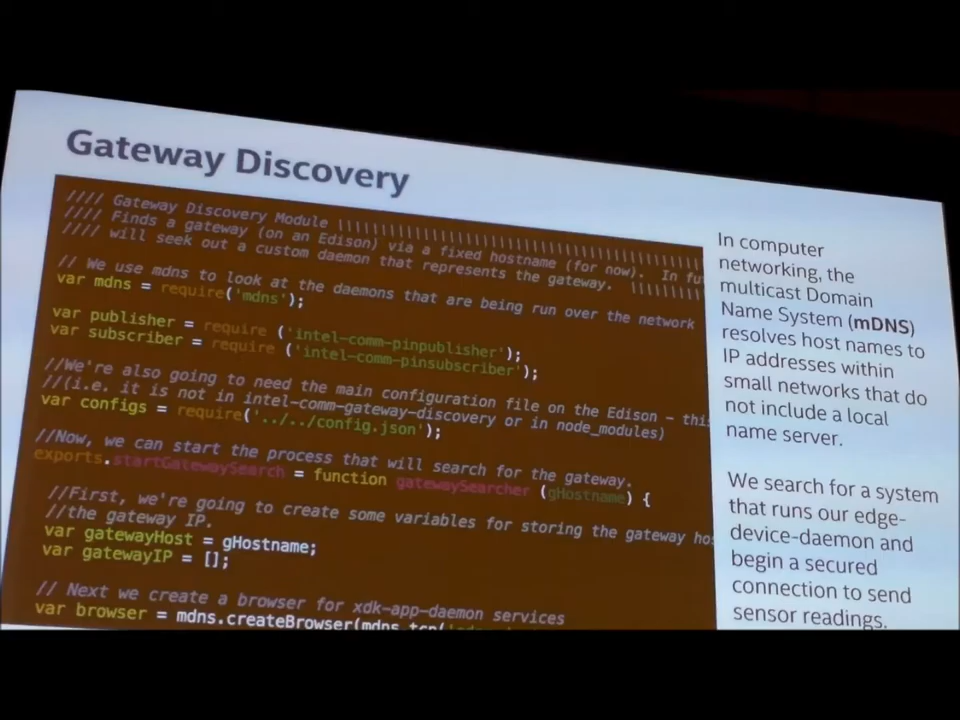 Gateway Discovery
//// Gateway Discovery Module \\\\\\\\\\\\\\\\\\\\\\\\\\\\\\\\\\\\\\\\
//// Finds a gateway (on an Edison) via a fixed hostname (for now). In fut
//// will seek out a custom daemon that represents the gateway. \\\\\\\\\
// We use mdns to look at the daemons that are being run over the network
var mdns = require('mdns');
var publisher = require ('intel-comm-pinpublisher');
var subscriber = require ('intel-comm-pinsubscriber');
//We're also going to need the main configuration file on the Edison - this
//(i.e. it is not in intel-comm-gateway-discovery or in node_modules)
var configs = require('../../config.json');
//Now, we can start the process that will search for the gateway.
exports.startGatewaySearch = function gatewaySearcher (gHostname) {
//First, we're going to create some variables for storing the gateway hos
//the gateway IP.
var gatewayHost = gHostname;
var gatewayIP = [];
// Next we create a browser for xdk-app-daemon services
var browser = mdns.createBrowser(mdns.tcp(
In computer
networking, the
multicast Domain
Name System (mDNS)
resolves host names to
IP addresses within
small networks that do
not include a local
name server.
We search for a system
that runs our edge-
device-daemon and
begin a secured
connection to send
sensor readings.